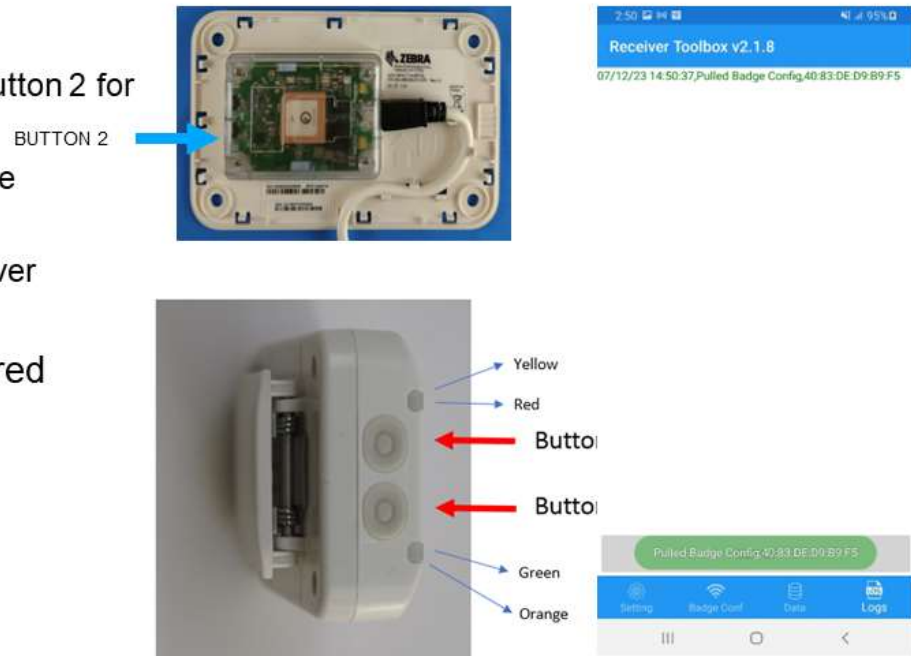 utton 2 for
BUTTON 2
e
ver
red
ZEBRA
Yellow
Red
Butto
Butto
Green
Orange
2:50
95%
Receiver Toolbox v2.1.8
07/12/23 14:50:37,Pulled Badge Config,40:83:DE:D9:B9:F5
Pulled Badge Config,40:83:DE:D9:B9:F5
Setting Badge Conf Data Logs